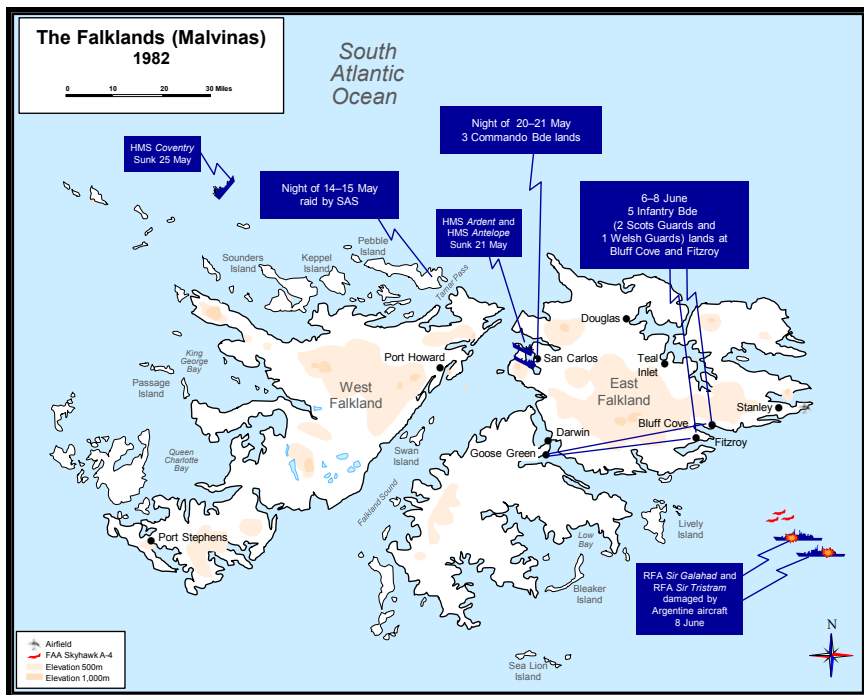 The Falklands (Malvinas)
1982
0 10 20 30 Miles
South
Atlantic
Ocean
HMS Coventry
Sunk 25 May
Night of 14–15 May
raid by SAS
Night of 20–21 May
3 Commando Bde lands
HMS Ardent and
HMS Antelope
Sunk 21 May
6–8 June
5 Infantry Bde
(2 Scots Guards and
1 Welsh Guards) lands at
Bluff Cove and Fitzroy
Pebble
Island
Keppel
Island
Sounders
Island
Tamar Pass
Douglas
San Carlos
Teal
Inlet
Port Howard
King
George
Bay
Passage
Island
West
Falkland
East
Falkland
Stanley
Bluff Cove
Fitzroy
Darwin
Goose Green
Swan
Island
Queen
Charlotte
Bay
Falkland Sound
Port Stephens
Low
Bay
Lively
Island
Bleaker
Island
RFA Sir Galahad and
RFA Sir Tristram
damaged by
Argentine aircraft
8 June
Sea Lion
Island
N
Airfield
FAA Skyhawk A-4
Elevation 500m
Elevation 1,000m